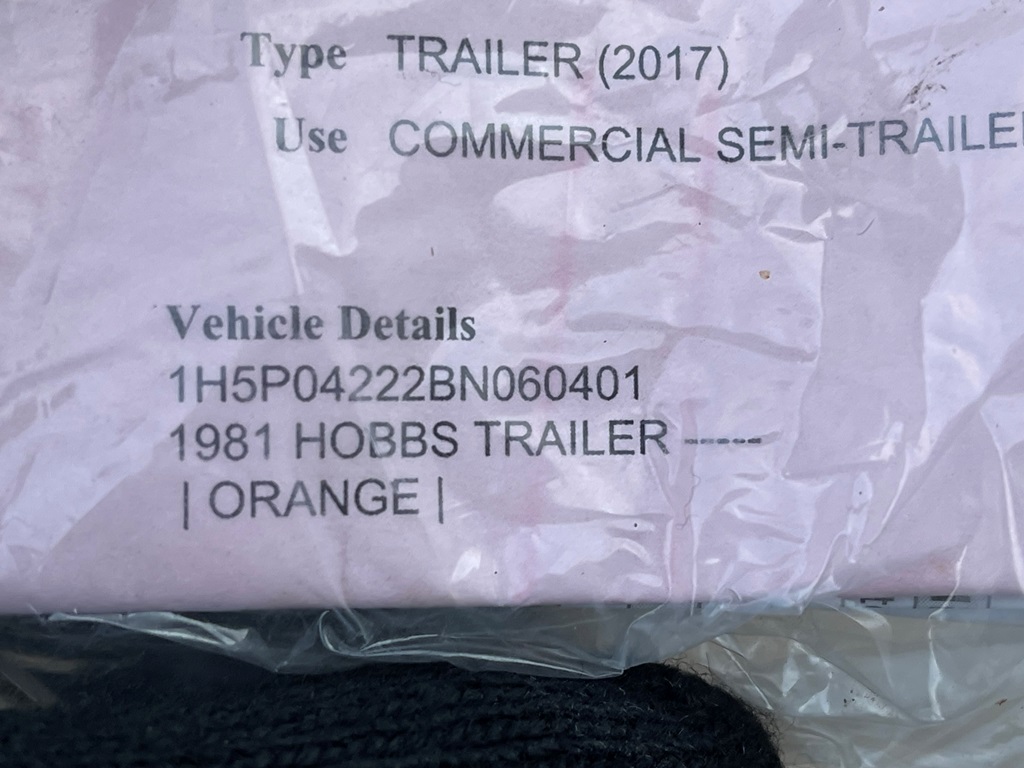 Type TRAILER (2017)
Use COMMERCIAL SEMI-TRAILE
Vehicle Details
1H5P04222BN060401
1981 HOBBS TRAILER -----
| ORANGE |